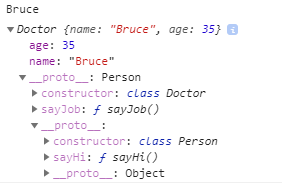 Bruce
▼ Doctor {name: "Bruce", age: 35} i
age: 35
name: "Bruce"
▼ __proto__: Person
▶ constructor: class Doctor
▶ sayJob: ƒ sayJob()
▼ __proto__:
▶ constructor: class Person
▶ sayHi: ƒ sayHi()
▶ __proto__: Object